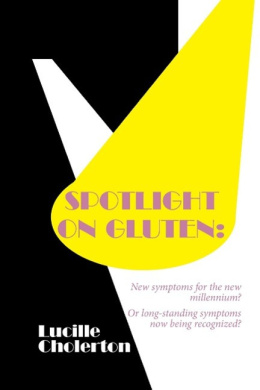 SPOTLIGHT
ON GLUTEN:
New symptoms for the new
millennium?
Or long-standing symptoms
now being recognized?
Lucille
Cholerton